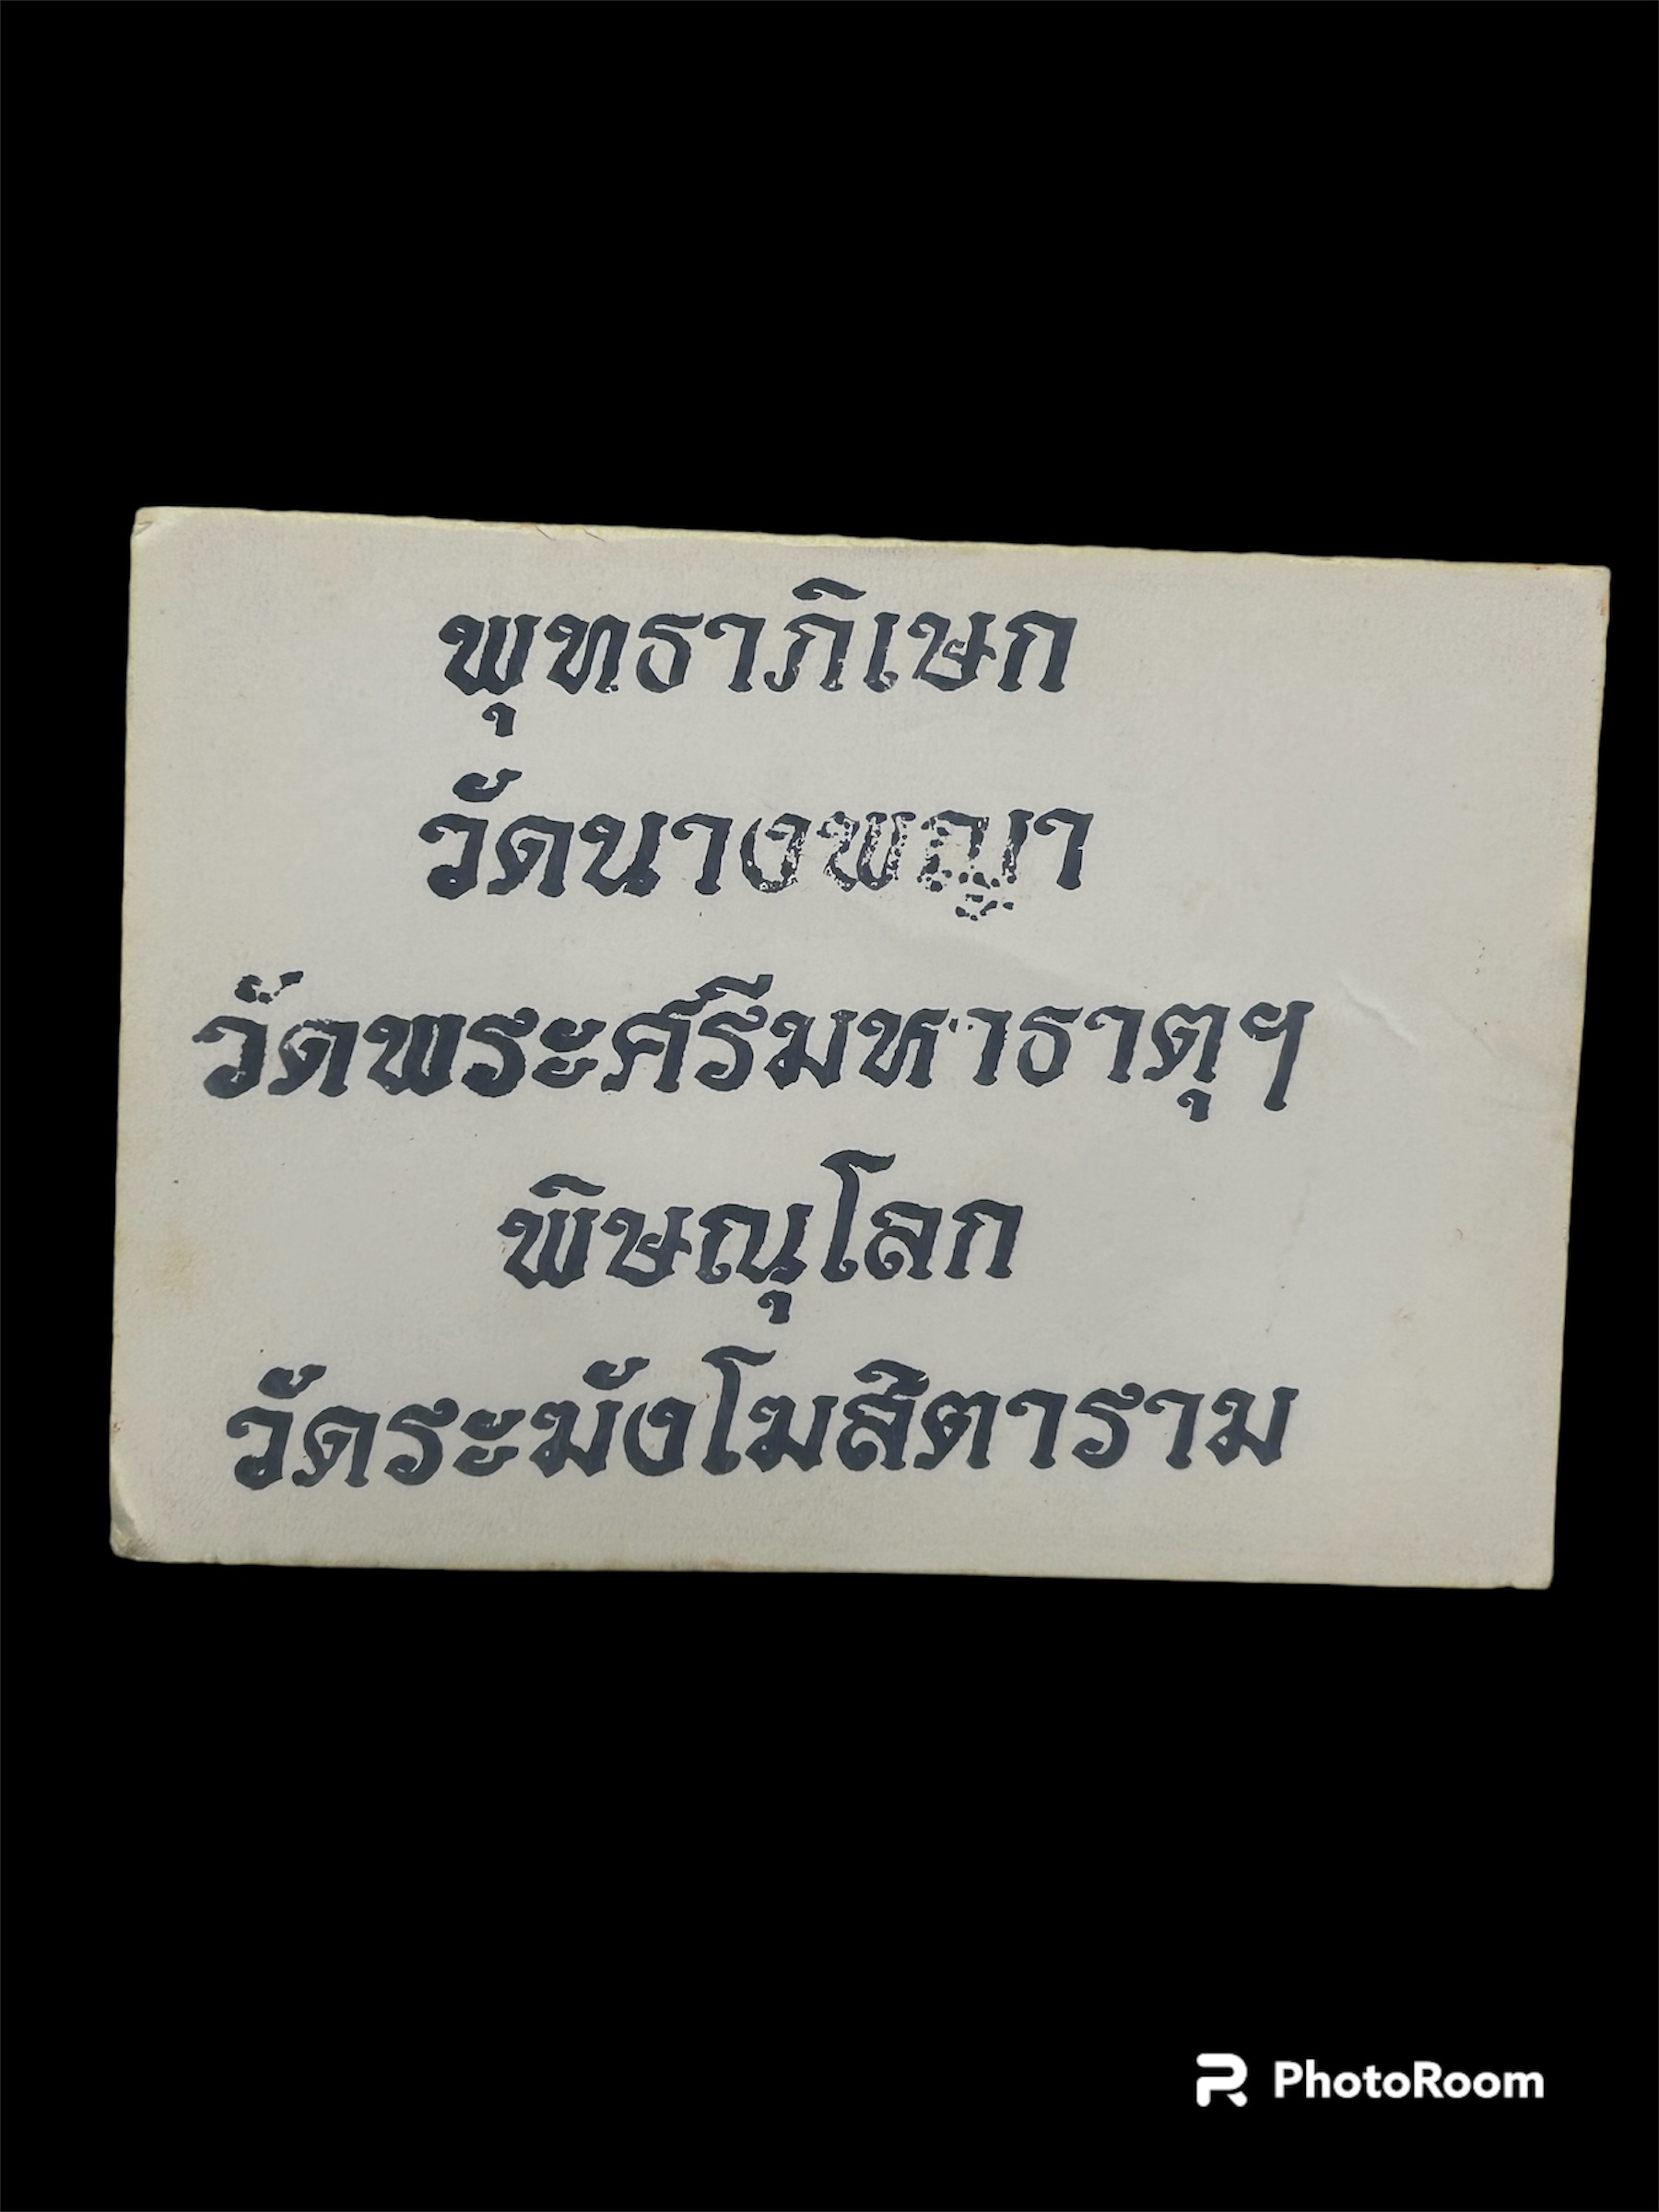 พุทธาภิเษก
วัดนางพญา
วัดพระศรีมหาธาตุฯ
พิษณุโลก
วัดระฆังโฆสิตาราม
PhotoRoom